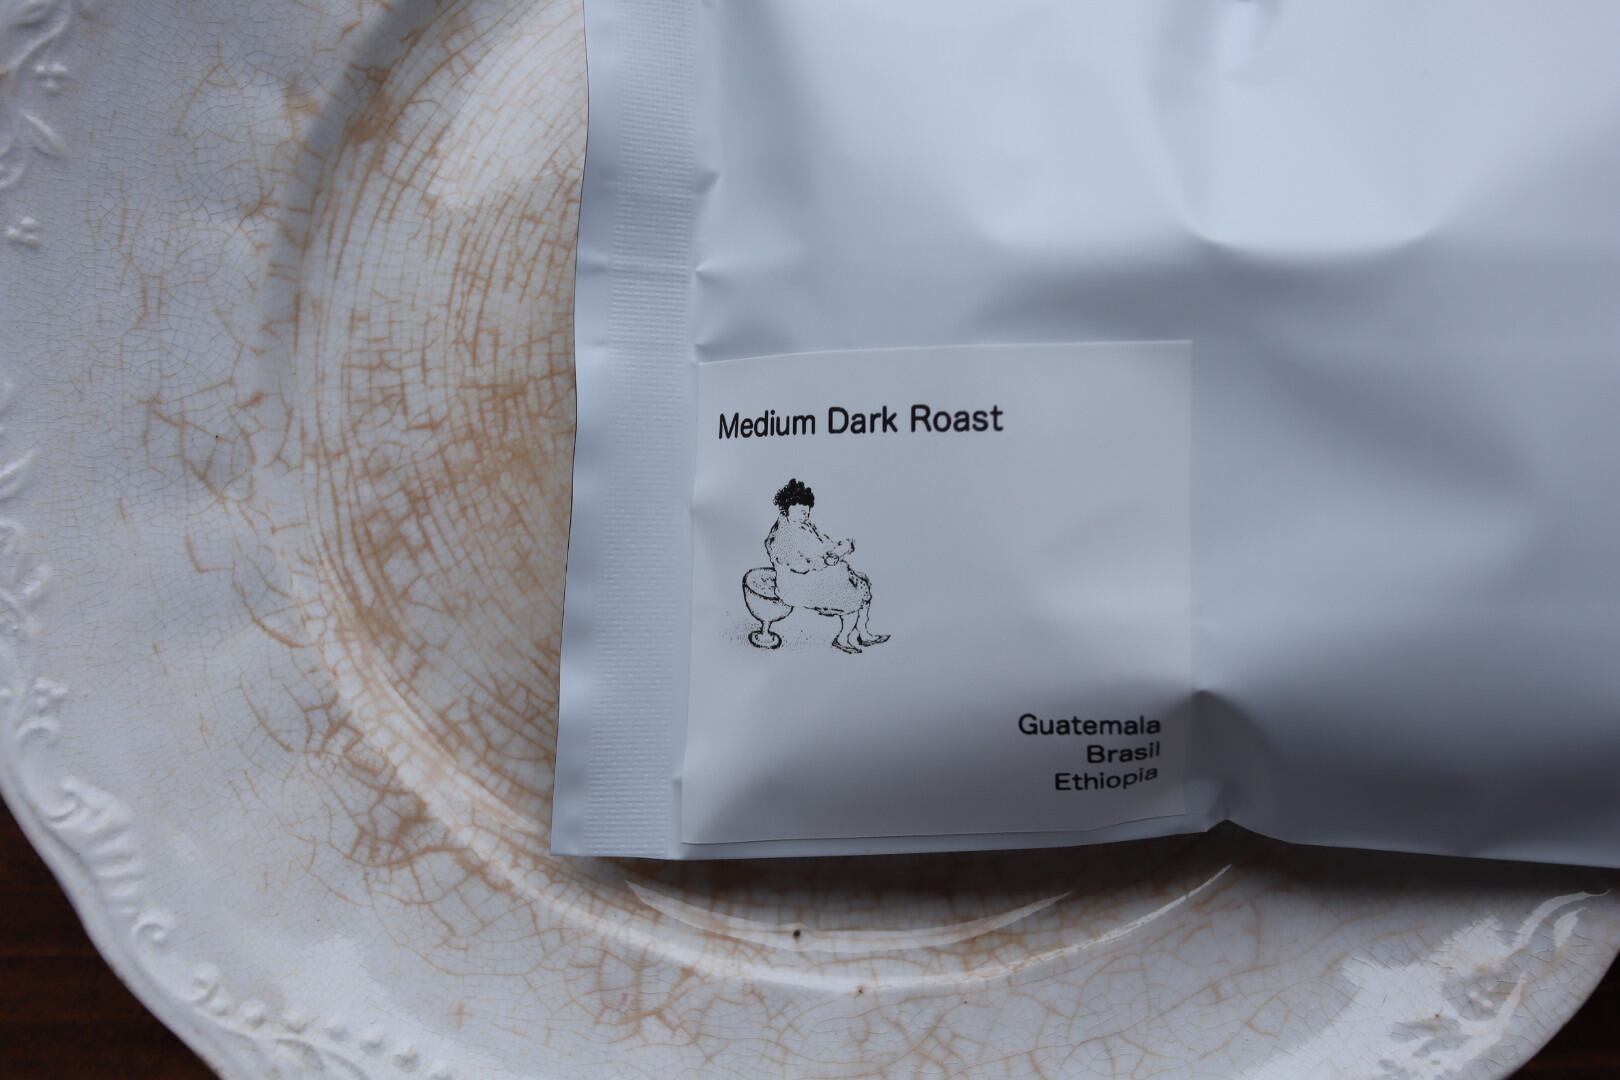 Medium Dark Roast
Guatemala
Brasil
Ethiopia